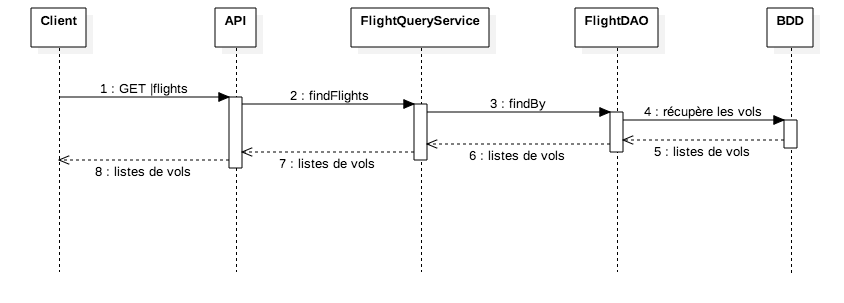 Client
API
FlightQueryService
FlightDAO
BDD
1 : GET |flights
2 : findFlights
3 : findBy
4 : récupère les vols
5 : listes de vols
6 : listes de vols
7 : listes de vols
8 : listes de vols